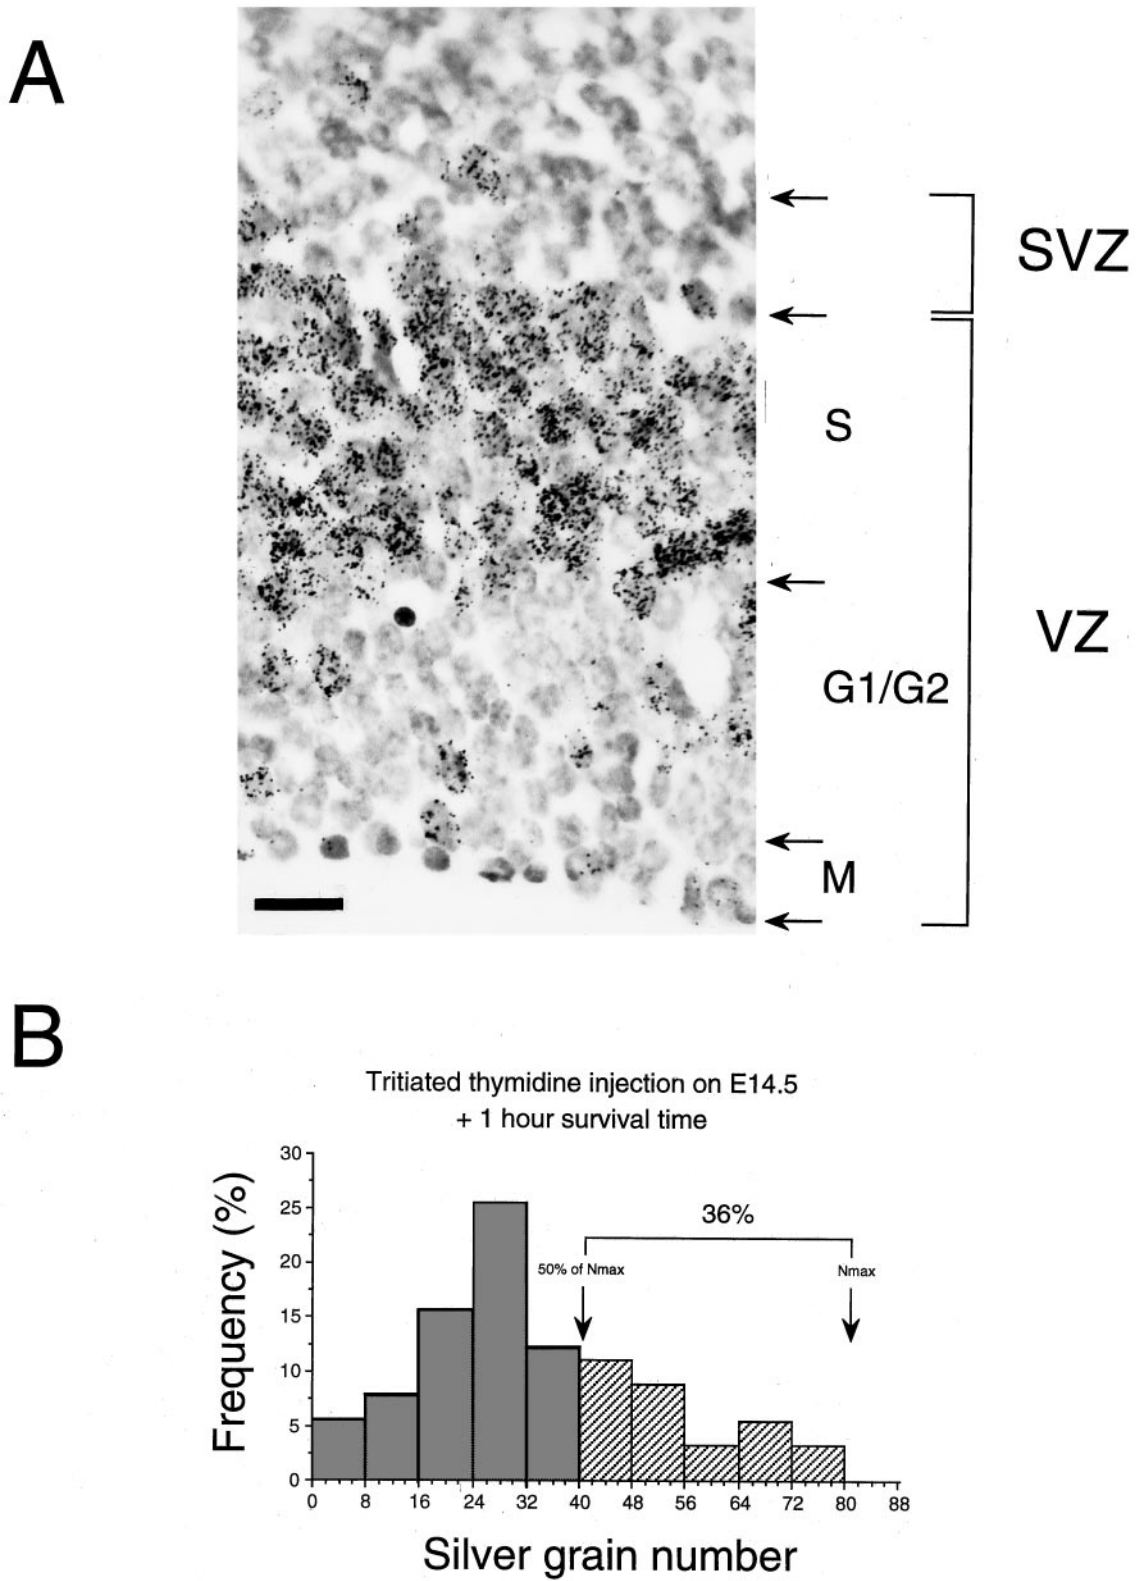 A
SVZ
S
VZ
G1/G2
M
B
Tritiated thymidine injection on E14.5
+ 1 hour survival time
Frequency (%)
30
25
20
15
10
5
0
36%
50% of Nmax
Nmax
0 8 16 24 32 40 48 56 64 72 80 88
Silver grain number